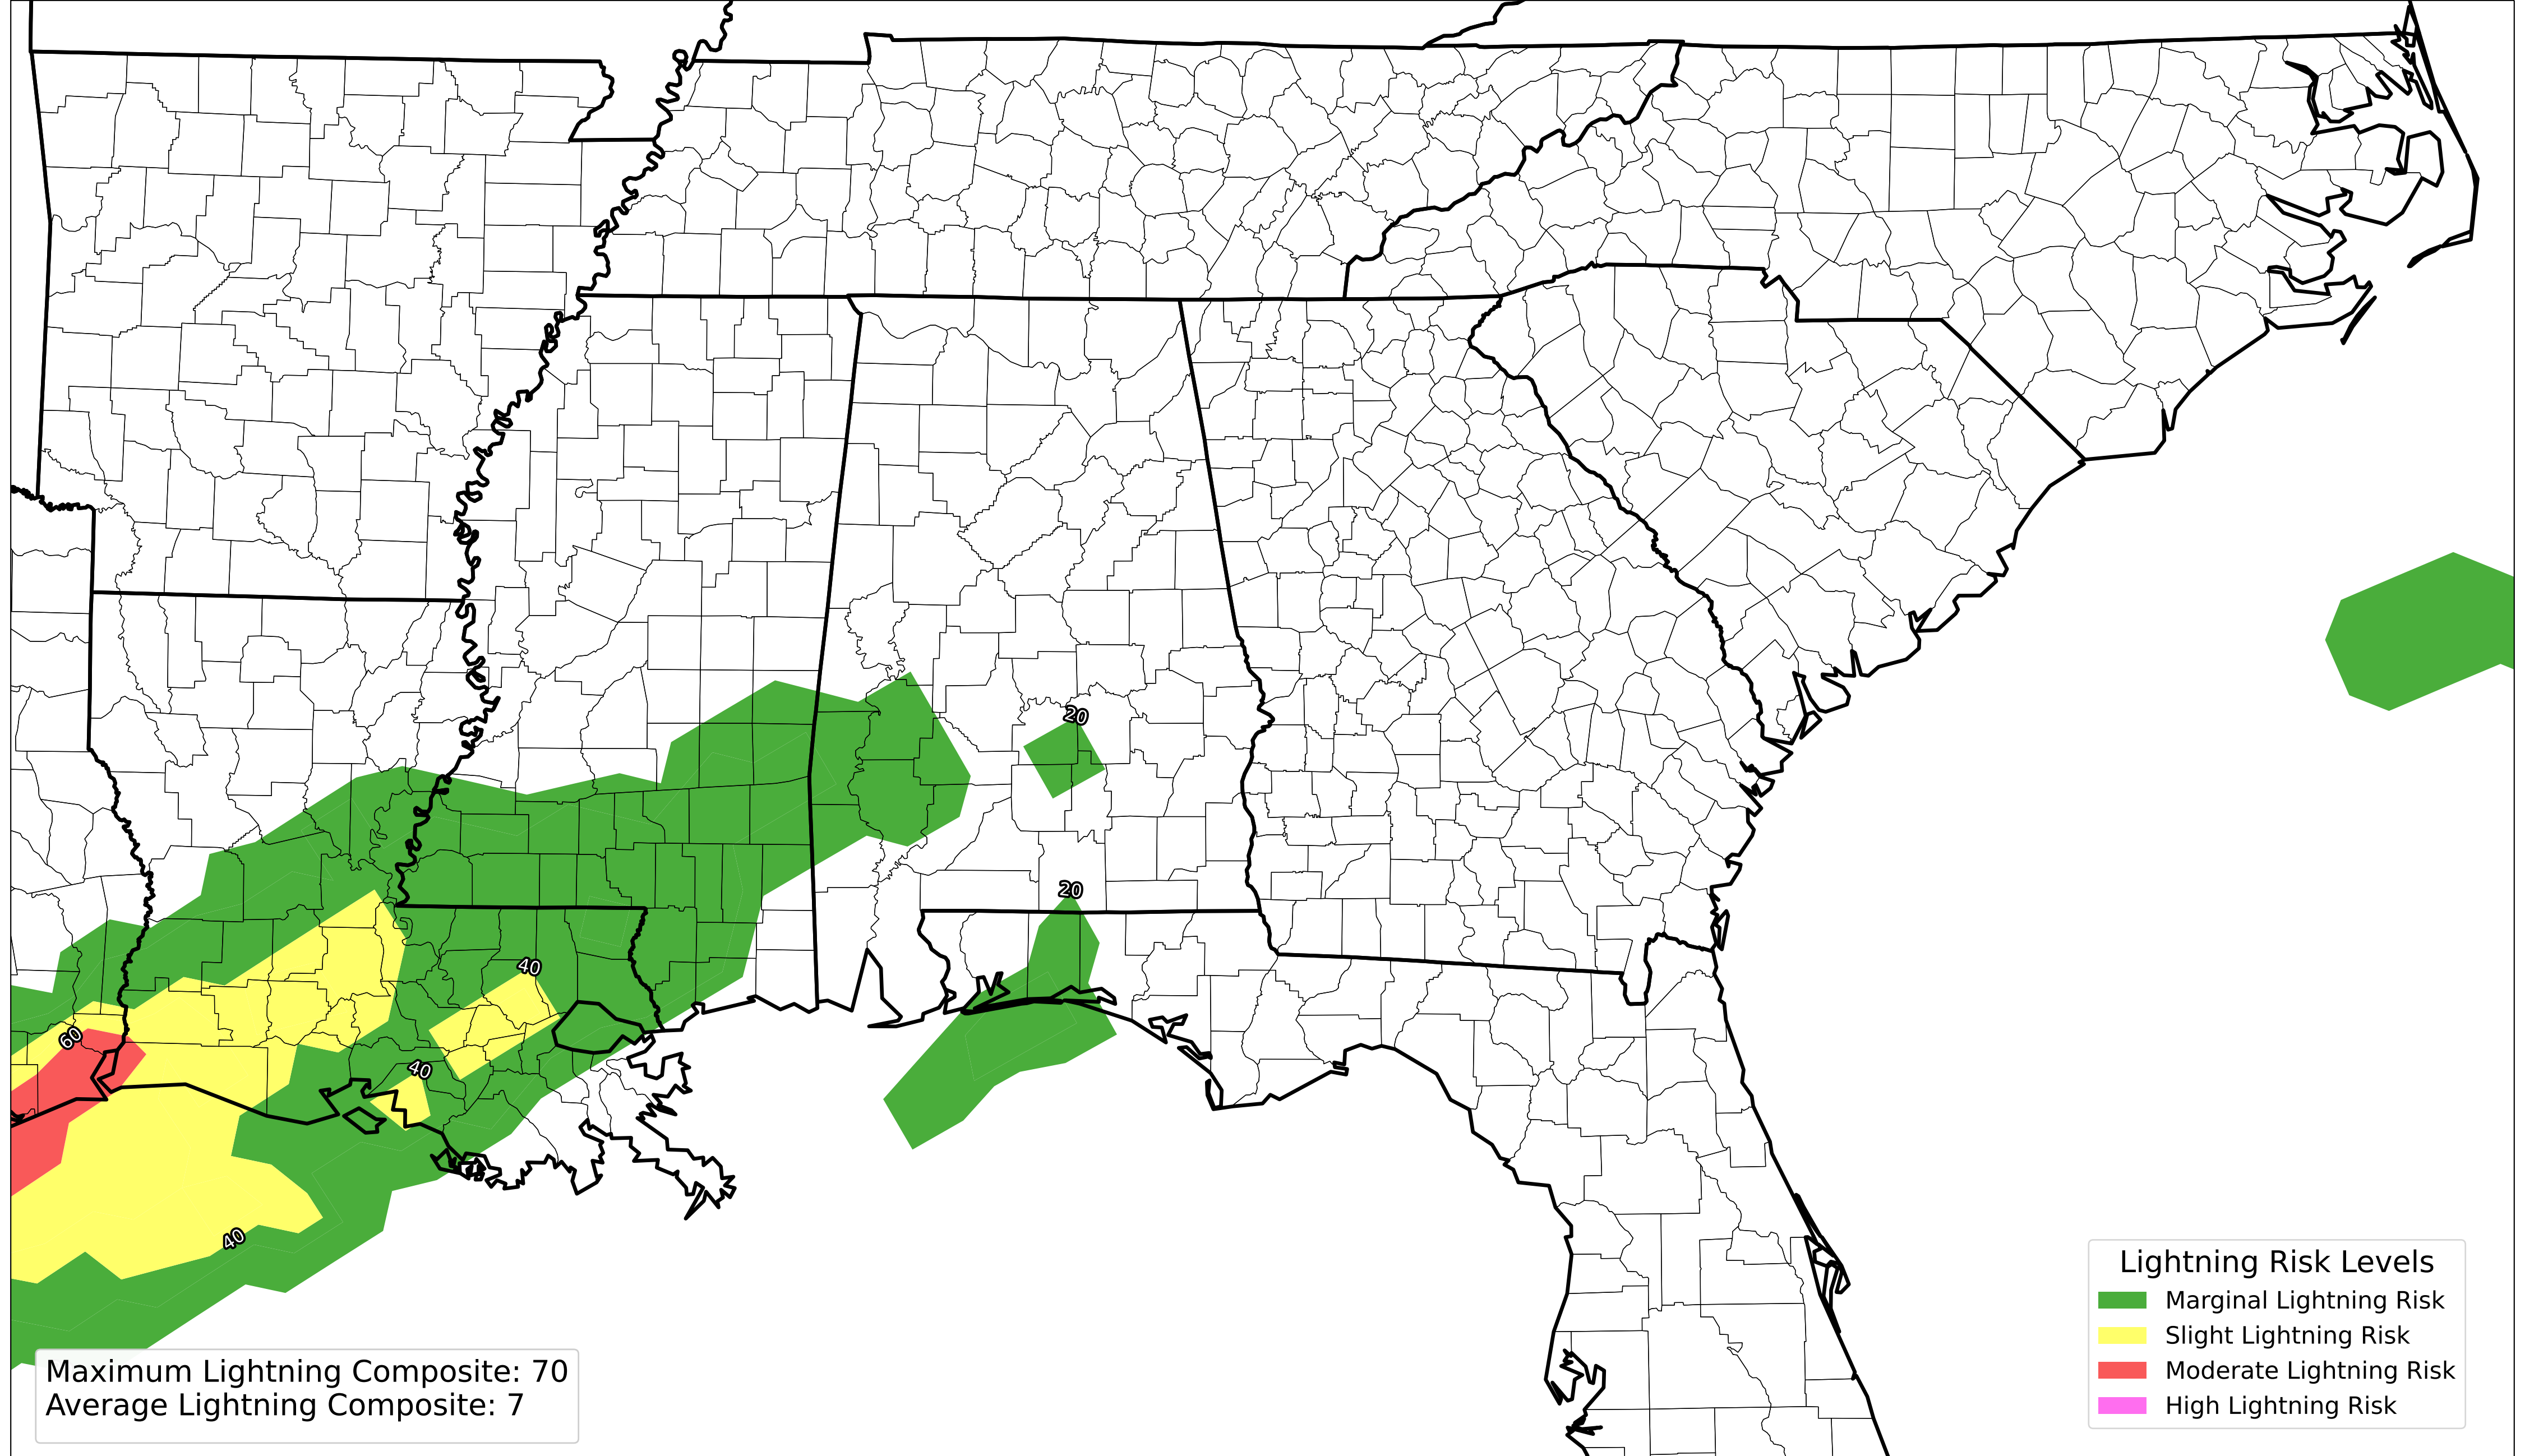 20
20
40
60
40
40
Lightning Risk Levels
Marginal Lightning Risk
Slight Lightning Risk
Moderate Lightning Risk
High Lightning Risk
Maximum Lightning Composite: 70
Average Lightning Composite: 7